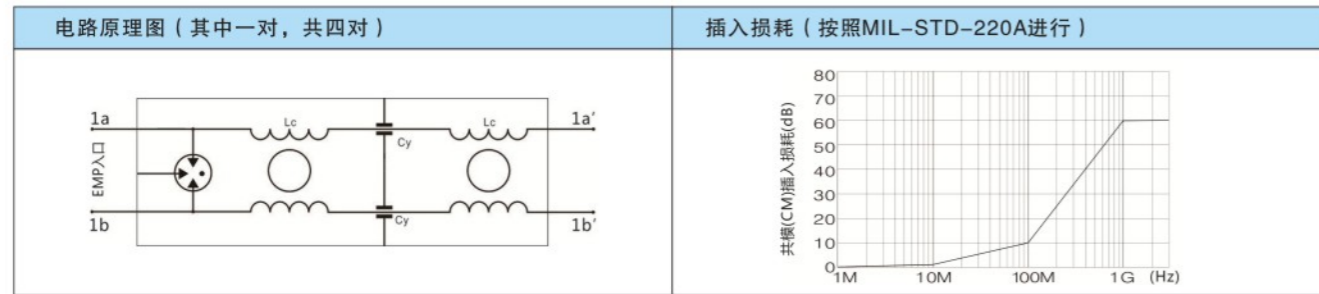 电路原理图（其中一对，共四对）
插入损耗（按照MIL-STD-220A进行）
1a
Lc
Lc
1a′
Cy
EMP入口
1b
Cy
1b′
共模(CM)插入损耗(dB)
80
70
60
50
40
30
20
10
0
1M 10M 100M 1G (Hz)